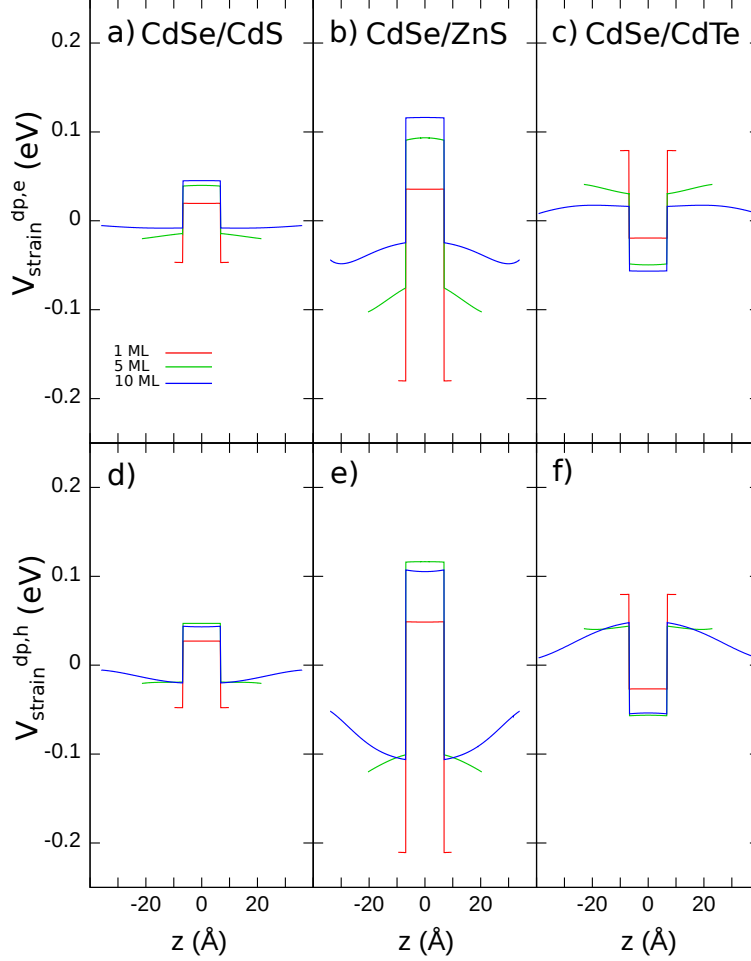 a) CdSe/CdS
b) CdSe/ZnS
c) CdSe/CdTe
V strain dp,e (eV)
0.2
0.1
0
-0.1
-0.2
1 ML
5 ML
10 ML
d)
e)
f)
V strain dp,h (eV)
0.2
0.1
0
-0.1
-0.2
-20 0 20
-20 0 20
-20 0 20
z (Å)
z (Å)
z (Å)